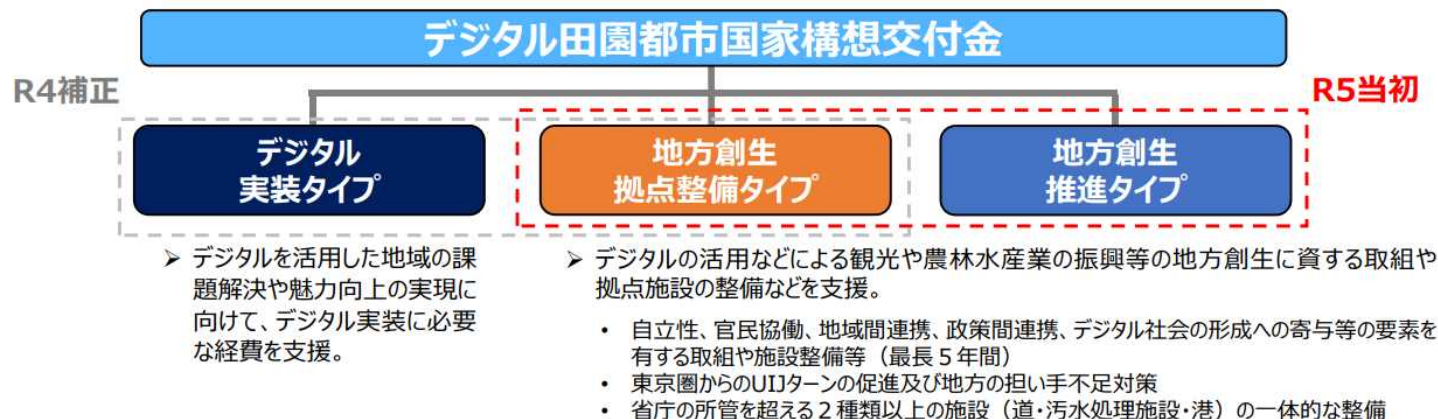 デジタル田園都市国家構想交付金
R4補正
R5当初
デジタル
実装タイプ
地方創生
拠点整備タイプ
地方創生
推進タイプ
➢ デジタルを活用した地域の課
題解決や魅力向上の実現に
向けて、デジタル実装に必要
な経費を支援。
➢ デジタルの活用などによる観光や農林水産業の振興等の地方創生に資する取組や
拠点施設の整備などを支援。
• 自立性、官民協働、地域間連携、政策間連携、デジタル社会の形成への寄与等の要素を
有する取組や施設整備等（最長５年間）
• 東京圏からのUIJターンの促進及び地方の担い手不足対策
• 省庁の所管を超える２種類以上の施設（道・汚水処理施設・港）の一体的な整備